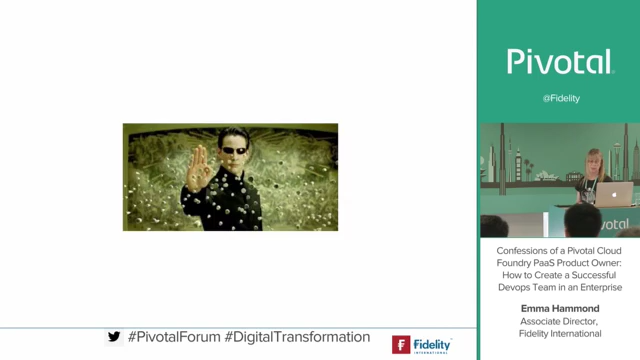 Pivotal
@Fidelity
votal
Confessions of a Pivotal Cloud
Foundry PaaS Product Owner:
How to Create a Successful
Devops Team in an Enterprise
Emma Hammond
Associate Director,
Fidelity International
#PivotalForum #DigitalTransformation
Fidelity
INTERNATIONAL